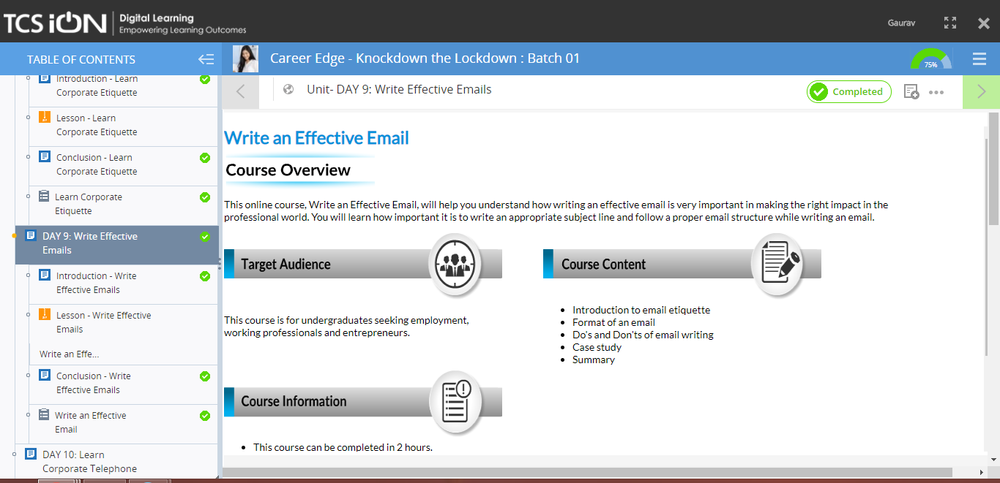 TCS iON Digital Learning
Empowering Learning Outcomes
Gaurav
TABLE OF CONTENTS
Career Edge - Knockdown the Lockdown : Batch 01
75%
Introduction - Learn
Corporate Etiquette
Lesson - Learn
Corporate Etiquette
Conclusion - Learn
Corporate Etiquette
Learn Corporate
Etiquette
DAY 9: Write Effective
Emails
Introduction - Write
Effective Emails
Lesson - Write Effective
Emails
Write an Effe...
Conclusion - Write
Effective Emails
Write an Effective
Email
DAY 10: Learn
Corporate Telephone
Unit- DAY 9: Write Effective Emails
Completed
Write an Effective Email
Course Overview
This online course, Write an Effective Email, will help you understand how writing an effective email is very important in making the right impact in the
professional world. You will learn how important it is to write an appropriate subject line and follow a proper email structure while writing an email.
Target Audience
This course is for undergraduates seeking employment,
working professionals and entrepreneurs.
Course Content
• Introduction to email etiquette
• Format of an email
• Do's and Don'ts of email writing
• Case study
• Summary
Course Information
• This course can be completed in 2 hours.